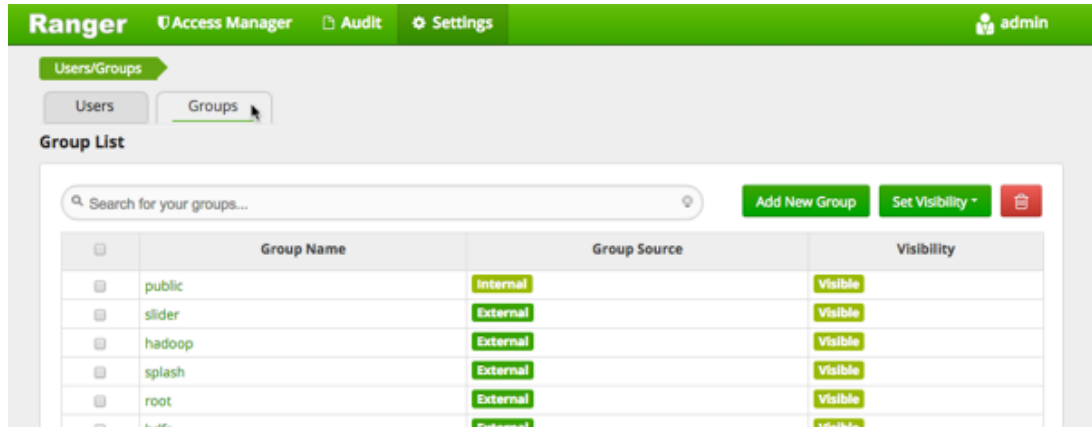 Ranger Access Manager Audit Settings admin
Users/Groups
Users Groups
Group List
Search for your groups... Add New Group Set Visibility
Group Name Group Source Visibility
public Internal Visible
slider External Visible
hadoop External Visible
splash External Visible
root External Visible
External Visible